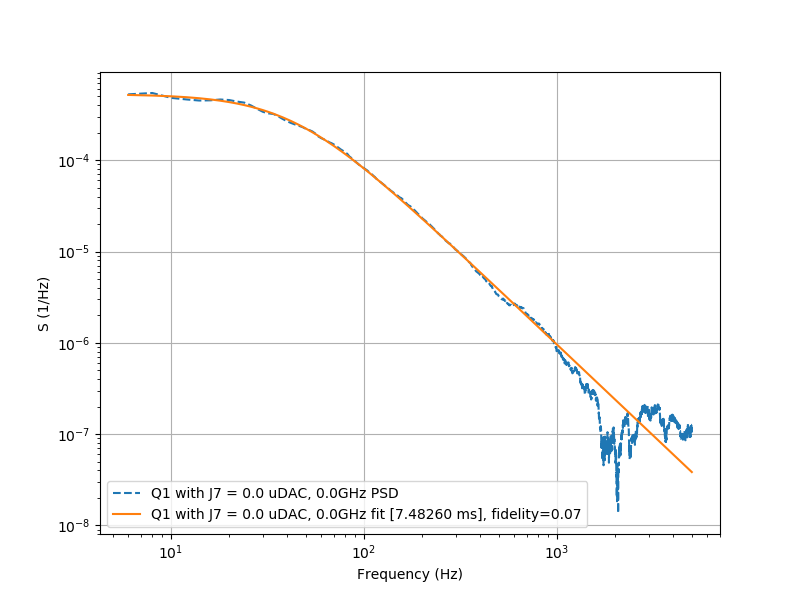 S (1/Hz)
10⁻⁴
10⁻⁵
10⁻⁶
10⁻⁷
10⁻⁸
Q1 with J7 = 0.0 uDAC, 0.0GHz PSD
Q1 with J7 = 0.0 uDAC, 0.0GHz fit [7.48260 ms], fidelity=0.07
10¹ 10² 10³
Frequency (Hz)